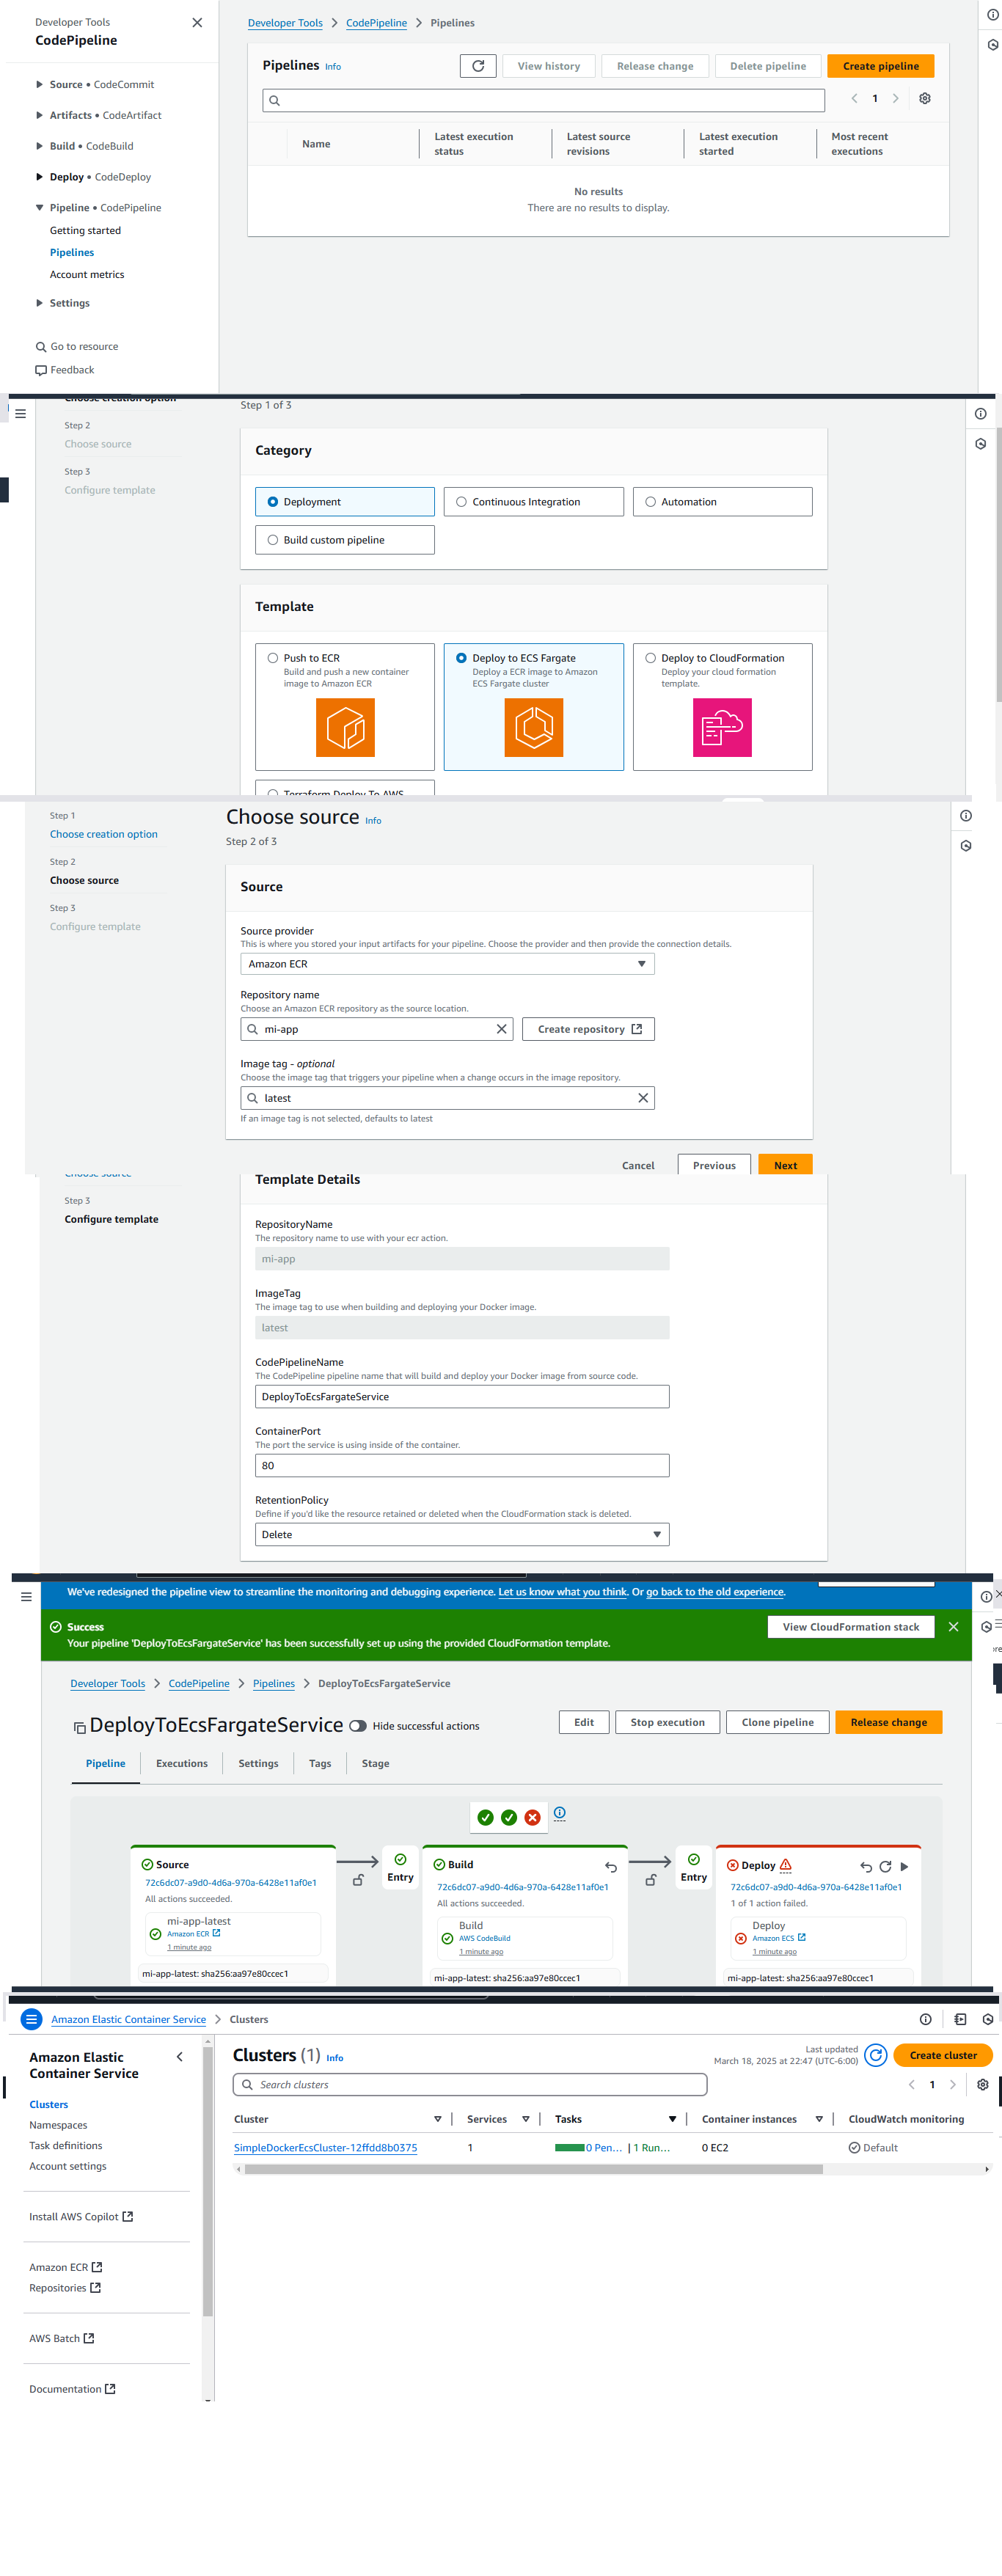 Developer Tools
CodePipeline
Source • CodeCommit
Artifacts • CodeArtifact
Build • CodeBuild
Deploy • CodeDeploy
Pipeline • CodePipeline
Getting started
Pipelines
Account metrics
Settings
Go to resource
Feedback
Developer Tools > CodePipeline > Pipelines
Pipelines Info
View history
Release change
Delete pipeline
Create pipeline
1
Name
Latest execution status
Latest source revisions
Latest execution started
Most recent executions
No results
There are no results to display.
Choose creation option
Step 2
Choose source
Step 3
Configure template
Step 1 of 3
Category
Deployment
Continuous Integration
Automation
Build custom pipeline
Template
Push to ECR
Build and push a new container
image to Amazon ECR
Deploy to ECS Fargate
Deploy a ECR image to Amazon
ECS Fargate cluster
Deploy to CloudFormation
Deploy your cloud formation
template.
Terraform Deploy To AWS
Step 1
Choose creation option
Step 2
Choose source
Step 3
Configure template
Choose source Info
Step 2 of 3
Source
Source provider
This is where you stored your input artifacts for your pipeline. Choose the provider and then provide the connection details.
Amazon ECR
Repository name
Choose an Amazon ECR repository as the source location.
mi-app
Create repository
Image tag - optional
Choose the image tag that triggers your pipeline when a change occurs in the image repository.
latest
If an image tag is not selected, defaults to latest
Cancel
Previous
Next
Choose source
Step 3
Configure template
Template Details
RepositoryName
The repository name to use with your ecr action.
mi-app
ImageTag
The image tag to use when building and deploying your Docker image.
latest
CodePipelineName
The CodePipeline pipeline name that will build and deploy your Docker image from source code.
DeployToEcsFargateService
ContainerPort
The port the service is using inside of the container.
80
RetentionPolicy
Define if you'd like the resource retained or deleted when the CloudFormation stack is deleted.
Delete
We've redesigned the pipeline view to streamline the monitoring and debugging experience. Let us know what you think. Or go back to the old experience.
Success
Your pipeline 'DeployToEcsFargateService' has been successfully set up using the provided CloudFormation template.
View CloudFormation stack
Developer Tools > CodePipeline > Pipelines > DeployToEcsFargateService
DeployToEcsFargateService
Hide successful actions
Edit
Stop execution
Clone pipeline
Release change
Pipeline
Executions
Settings
Tags
Stage
Source
72c6dc07-a9d0-4d6a-970a-6428e11af0e1
All actions succeeded.
mi-app-latest
Amazon ECR
1 minute ago
mi-app-latest: sha256:aa97e80ccec1
Entry
Build
72c6dc07-a9d0-4d6a-970a-6428e11af0e1
All actions succeeded.
Build
AWS CodeBuild
1 minute ago
mi-app-latest: sha256:aa97e80ccec1
Entry
Deploy
72c6dc07-a9d0-4d6a-970a-6428e11af0e1
1 of 1 action failed.
Deploy
Amazon ECS
1 minute ago
mi-app-latest: sha256:aa97e80ccec1
Amazon Elastic Container Service > Clusters
Amazon Elastic
Container Service
Clusters
Namespaces
Task definitions
Account settings
Install AWS Copilot
Amazon ECR
Repositories
AWS Batch
Documentation
Clusters (1) Info
Last updated
March 18, 2025 at 22:47 (UTC-6:00)
Create cluster
Search clusters
1
Cluster
Services
Tasks
Container instances
CloudWatch monitoring
SimpleDockerEcsCluster-12ffdd8b0375
1
0 Pen... | 1 Run...
0 EC2
Default